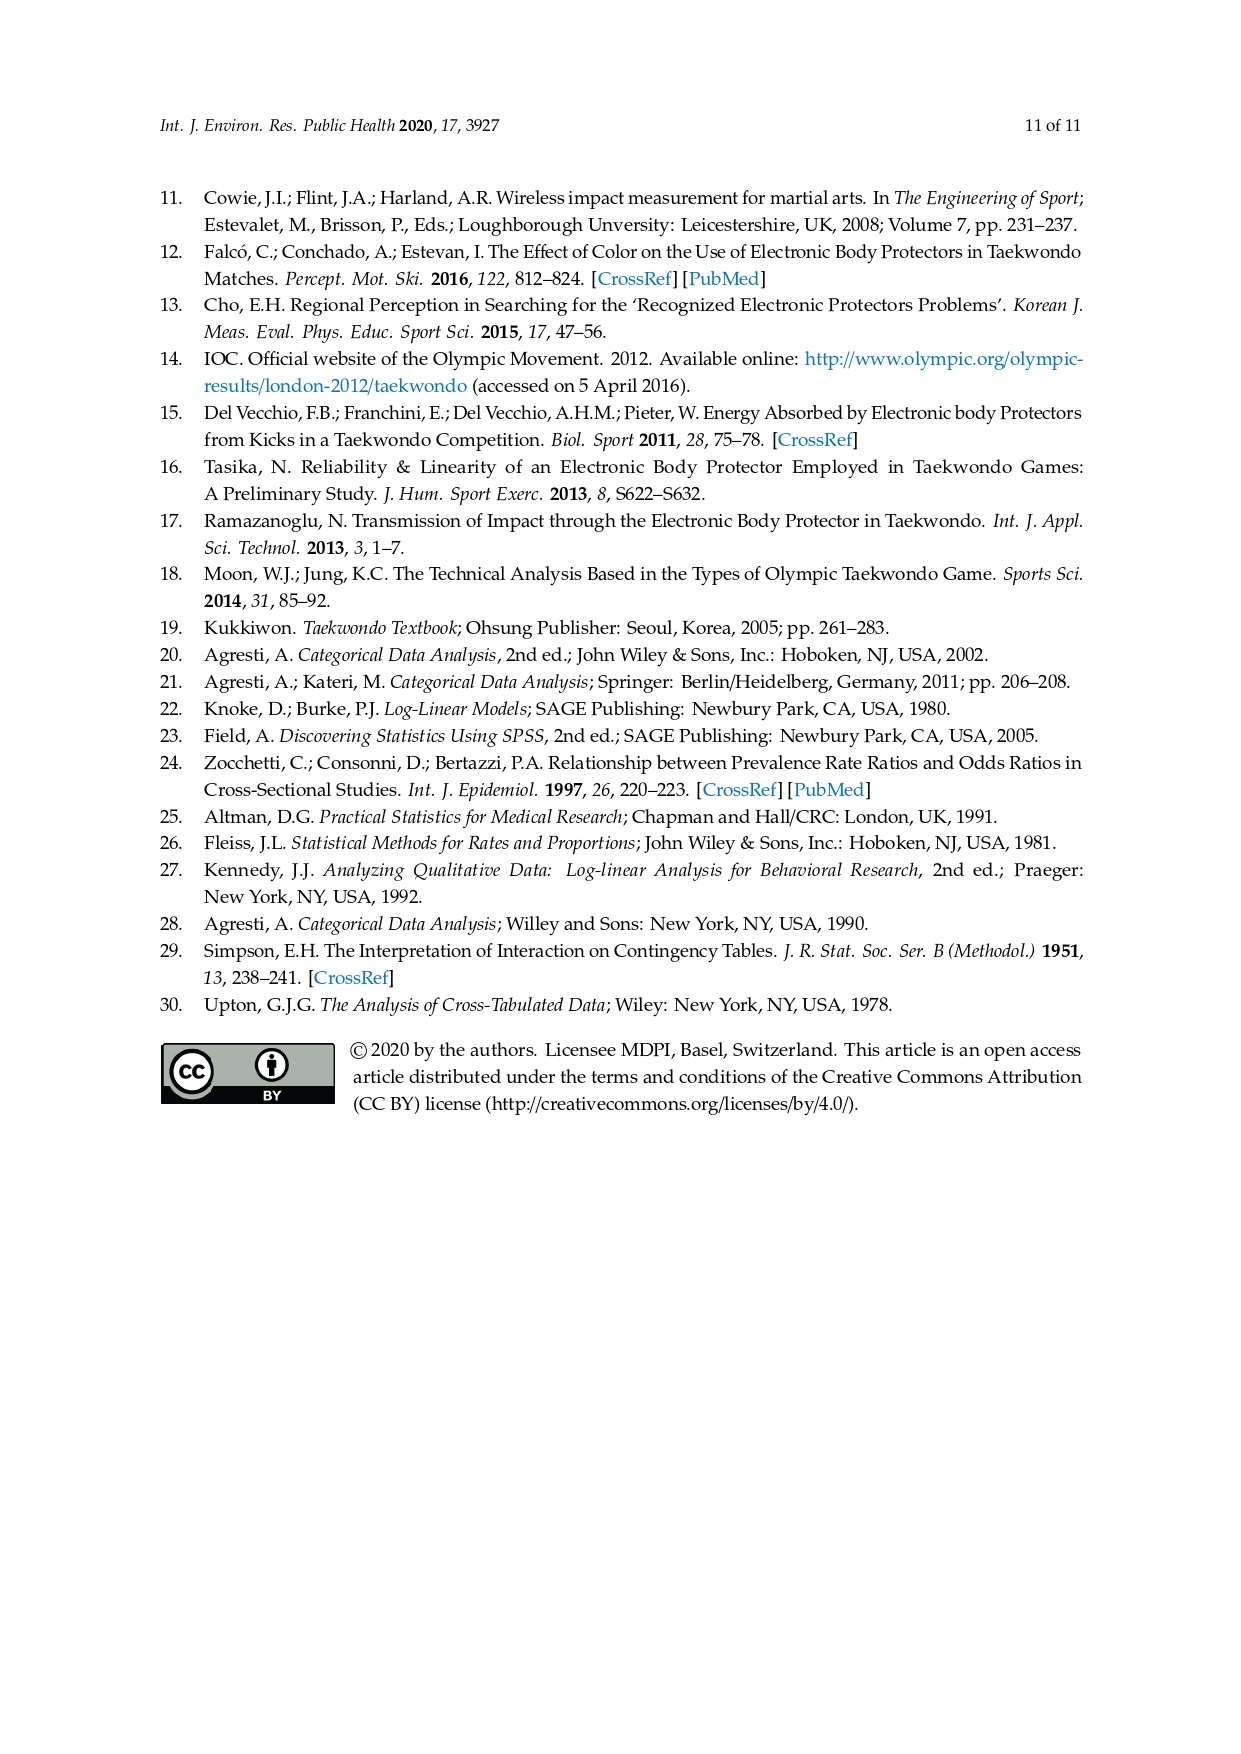 Int. J. Environ. Res. Public Health 2020, 17, 3927
11 of 11
11. Cowie, J.I.; Flint, J.A.; Harland, A.R. Wireless impact measurement for martial arts. In The Engineering of Sport;
Estevalet, M., Brisson, P., Eds.; Loughborough Unversity: Leicestershire, UK, 2008; Volume 7, pp. 231–237.
12. Falcó, C.; Conchado, A.; Estevan, I. The Effect of Color on the Use of Electronic Body Protectors in Taekwondo
Matches. Percept. Mot. Ski. 2016, 122, 812–824. [CrossRef] [PubMed]
13. Cho, E.H. Regional Perception in Searching for the ‘Recognized Electronic Protectors Problems’. Korean J.
Meas. Eval. Phys. Educ. Sport Sci. 2015, 17, 47–56.
14. IOC. Official website of the Olympic Movement. 2012. Available online: http://www.olympic.org/olympic-
results/london-2012/taekwondo (accessed on 5 April 2016).
15. Del Vecchio, F.B.; Franchini, E.; Del Vecchio, A.H.M.; Pieter, W. Energy Absorbed by Electronic body Protectors
from Kicks in a Taekwondo Competition. Biol. Sport 2011, 28, 75–78. [CrossRef]
16. Tasika, N. Reliability & Linearity of an Electronic Body Protector Employed in Taekwondo Games:
A Preliminary Study. J. Hum. Sport Exerc. 2013, 8, S622–S632.
17. Ramazanoglu, N. Transmission of Impact through the Electronic Body Protector in Taekwondo. Int. J. Appl.
Sci. Technol. 2013, 3, 1–7.
18. Moon, W.J.; Jung, K.C. The Technical Analysis Based in the Types of Olympic Taekwondo Game. Sports Sci.
2014, 31, 85–92.
19. Kukkiwon. Taekwondo Textbook; Ohsung Publisher: Seoul, Korea, 2005; pp. 261–283.
20. Agresti, A. Categorical Data Analysis, 2nd ed.; John Wiley & Sons, Inc.: Hoboken, NJ, USA, 2002.
21. Agresti, A.; Kateri, M. Categorical Data Analysis; Springer: Berlin/Heidelberg, Germany, 2011; pp. 206–208.
22. Knoke, D.; Burke, P.J. Log-Linear Models; SAGE Publishing: Newbury Park, CA, USA, 1980.
23. Field, A. Discovering Statistics Using SPSS, 2nd ed.; SAGE Publishing: Newbury Park, CA, USA, 2005.
24. Zocchetti, C.; Consonni, D.; Bertazzi, P.A. Relationship between Prevalence Rate Ratios and Odds Ratios in
Cross-Sectional Studies. Int. J. Epidemiol. 1997, 26, 220–223. [CrossRef] [PubMed]
25. Altman, D.G. Practical Statistics for Medical Research; Chapman and Hall/CRC: London, UK, 1991.
26. Fleiss, J.L. Statistical Methods for Rates and Proportions; John Wiley & Sons, Inc.: Hoboken, NJ, USA, 1981.
27. Kennedy, J.J. Analyzing Qualitative Data: Log-linear Analysis for Behavioral Research, 2nd ed.; Praeger:
New York, NY, USA, 1992.
28. Agresti, A. Categorical Data Analysis; Willey and Sons: New York, NY, USA, 1990.
29. Simpson, E.H. The Interpretation of Interaction on Contingency Tables. J. R. Stat. Soc. Ser. B (Methodol.) 1951,
13, 238–241. [CrossRef]
30. Upton, G.J.G. The Analysis of Cross-Tabulated Data; Wiley: New York, NY, USA, 1978.
cc
BY
© 2020 by the authors. Licensee MDPI, Basel, Switzerland. This article is an open access
article distributed under the terms and conditions of the Creative Commons Attribution
(CC BY) license (http://creativecommons.org/licenses/by/4.0/).